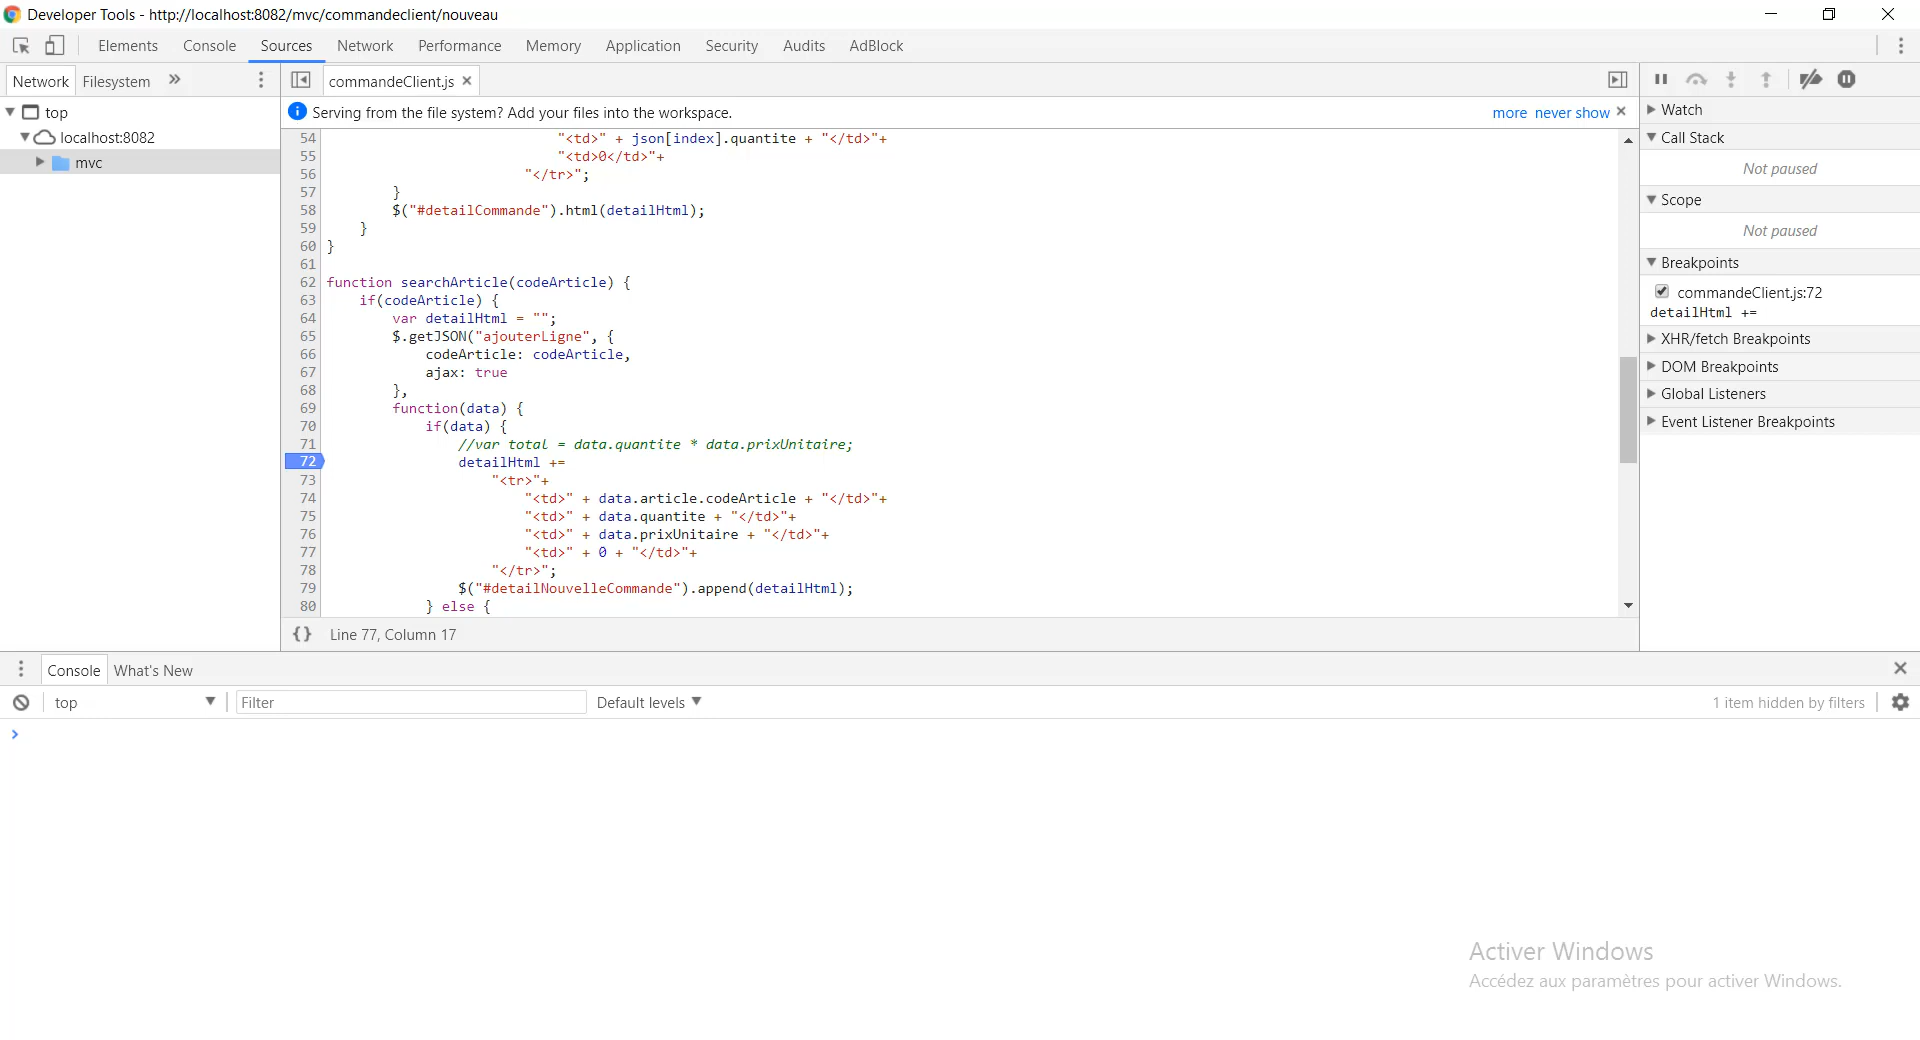 Developer Tools - http://localhost:8082/mvc/commandeclient/nouveau
Elements Console Sources Network Performance Memory Application Security Audits AdBlock
Network Filesystem »
commandeClient.js ×
top
localhost:8082
mvc
Serving from the file system? Add your files into the workspace. more never show ×
54 "<td>" + json[index].quantite + "</td>"+
55 "<td>0</td>"+
56 "</tr>";
57 }
58 $("#detailCommande").html(detailHtml);
59 }
60 }
61
62 function searchArticle(codeArticle) {
63 if(codeArticle) {
64 var detailHtml = "";
65 $.getJSON("ajouterLigne", {
66 codeArticle: codeArticle,
67 ajax: true
68 },
69 function(data) {
70 if(data) {
71 //var total = data.quantite * data.prixUnitaire;
72 detailHtml +=
73 "<tr>"+
74 "<td>" + data.article.codeArticle + "</td>"+
75 "<td>" + data.quantite + "</td>"+
76 "<td>" + data.prixUnitaire + "</td>"+
77 "<td>" + 0 + "</td>"+
78 "</tr>";
79 $("#detailNouvelleCommande").append(detailHtml);
80 } else {
{} Line 77, Column 17
Watch
Call Stack
Not paused
Scope
Not paused
Breakpoints
commandeClient.js:72
detailHtml +=
XHR/fetch Breakpoints
DOM Breakpoints
Global Listeners
Event Listener Breakpoints
Console What's New
top Filter Default levels 1 item hidden by filters
Activer Windows
Accédez aux paramètres pour activer Windows.